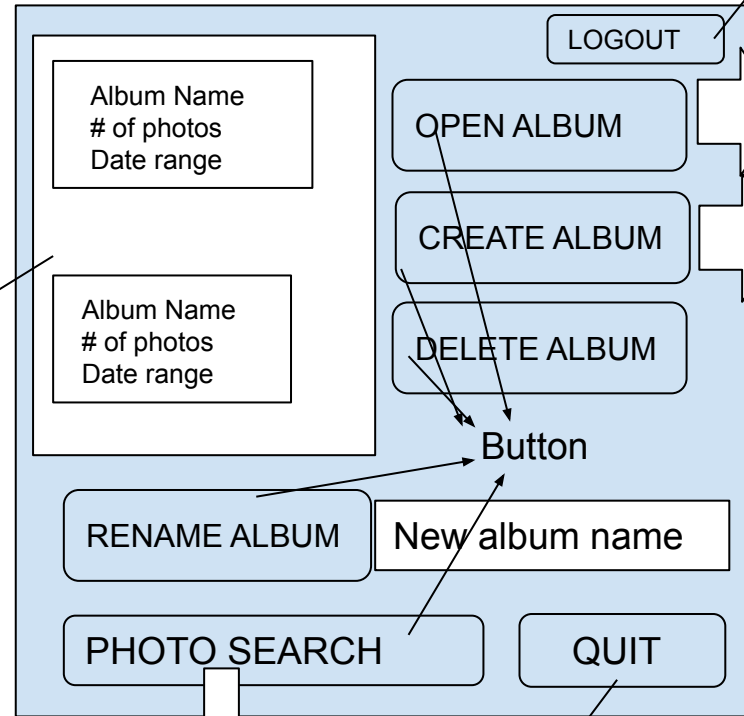 LOGOUT
Album Name
# of photos
Date range
OPEN ALBUM
CREATE ALBUM
Album Name
# of photos
Date range
DELETE ALBUM
Button
RENAME ALBUM
New album name
PHOTO SEARCH
QUIT